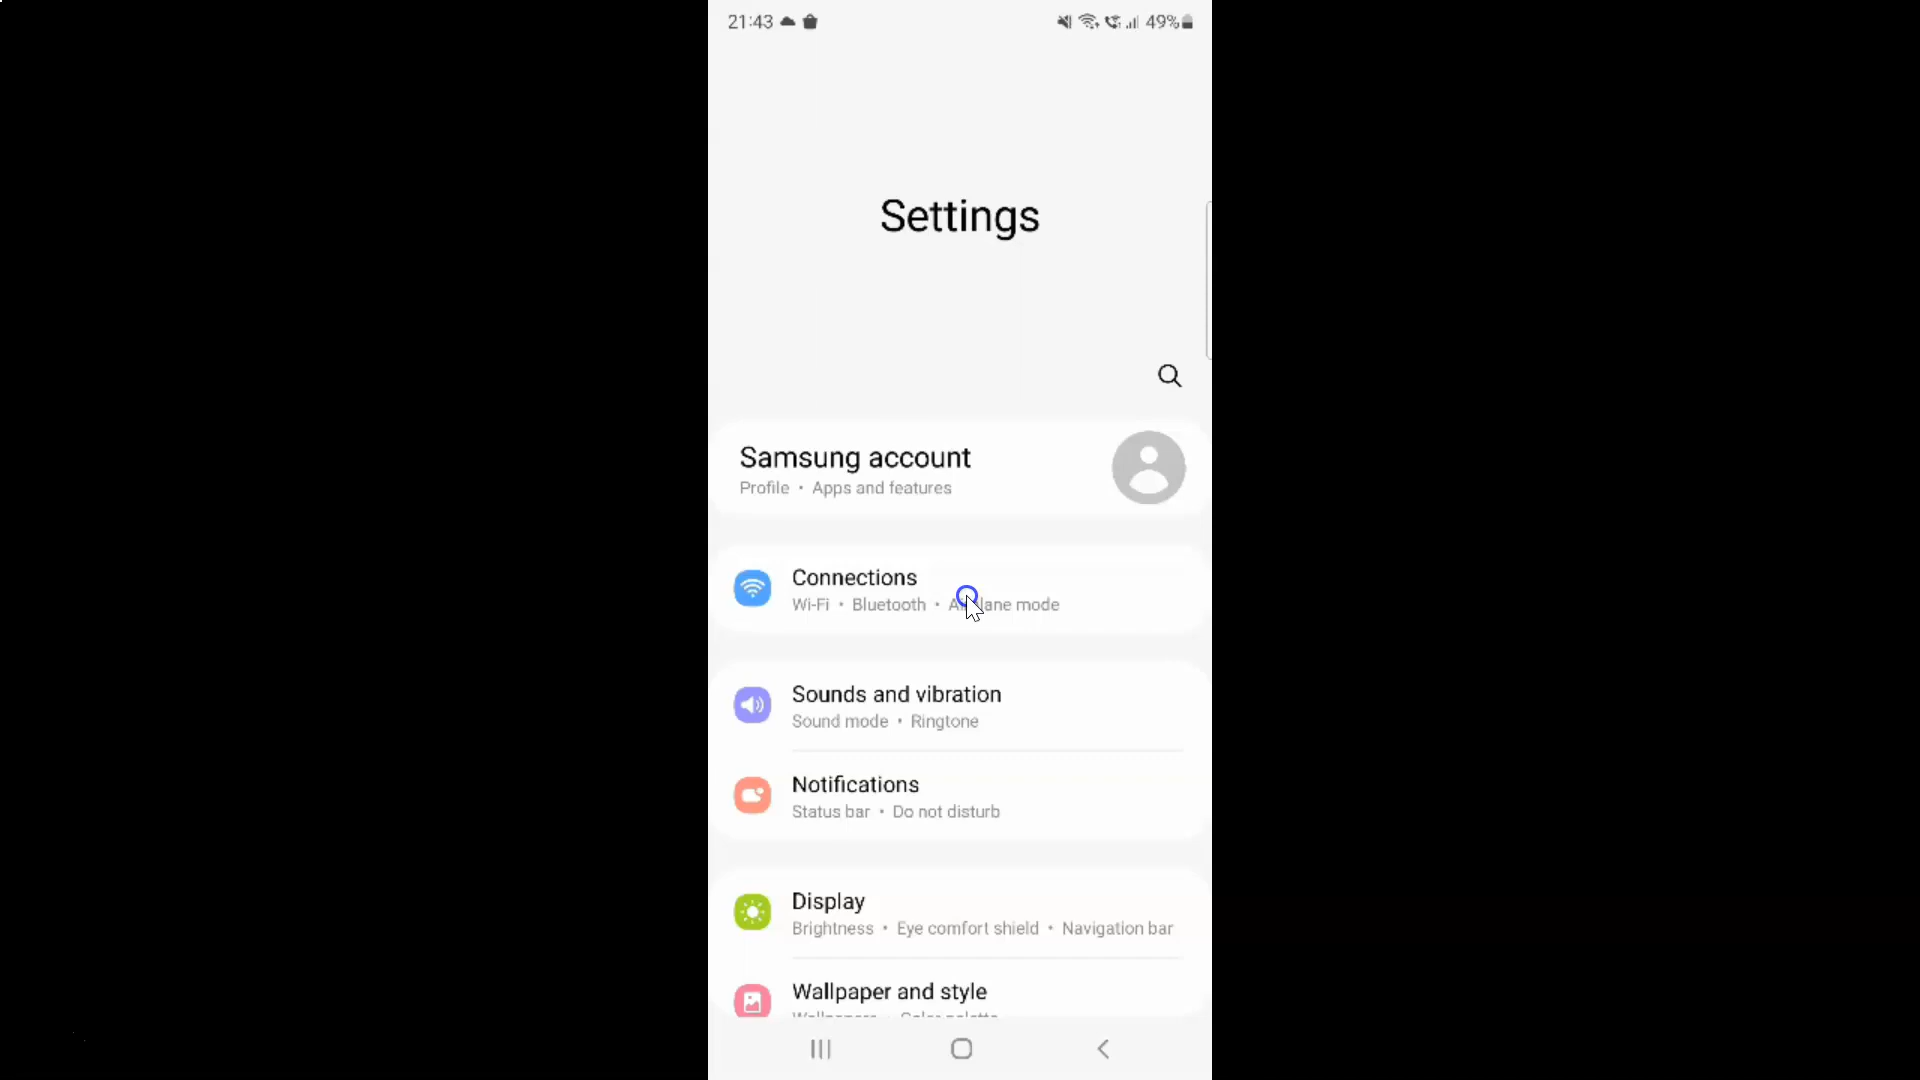 21:43
49%
Settings
Samsung account
Profile • Apps and features
Connections
Wi-Fi • Bluetooth • Airplane mode
Sounds and vibration
Sound mode • Ringtone
Notifications
Status bar • Do not disturb
Display
Brightness • Eye comfort shield • Navigation bar
Wallpaper and style
Wallpapers • Color palette